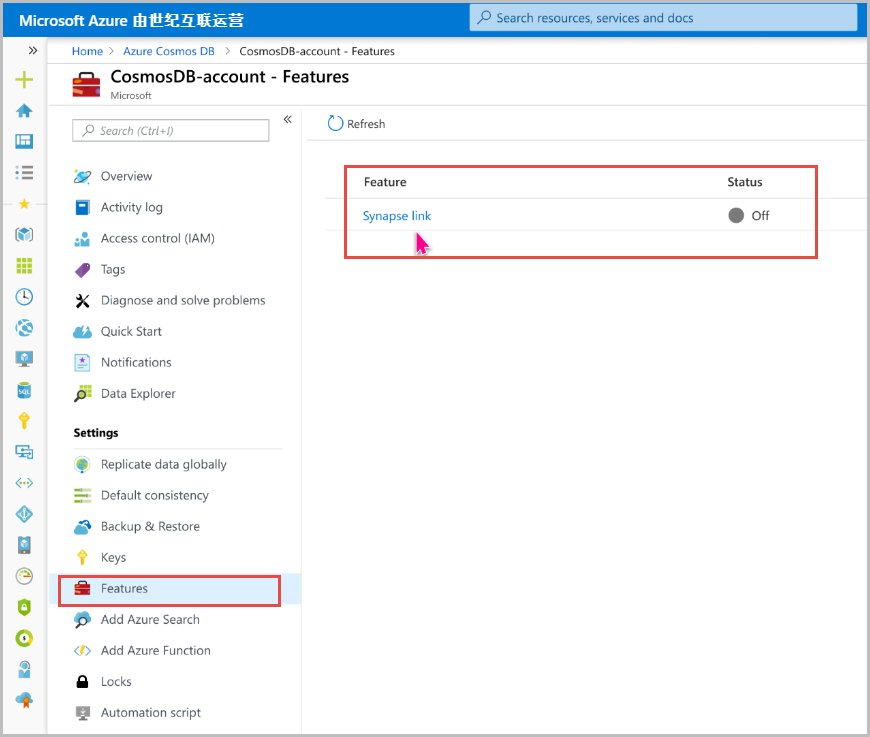 Microsoft Azure 由世纪互联运营
Search resources, services and docs
Home > Azure Cosmos DB > CosmosDB-account - Features
CosmosDB-account - Features
Microsoft
Search (Ctrl+I)
Refresh
Overview
Activity log
Access control (IAM)
Tags
Diagnose and solve problems
Quick Start
Notifications
Data Explorer
Settings
Replicate data globally
Default consistency
Backup & Restore
Keys
Features
Add Azure Search
Add Azure Function
Locks
Automation script
Feature Status
Synapse link Off
SQL